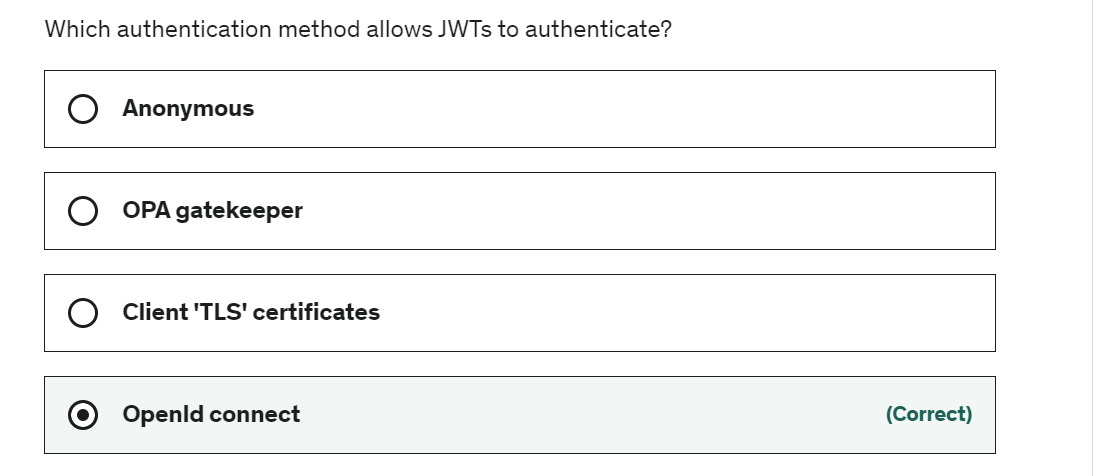 Which authentication method allows JWTs to authenticate?
Anonymous
OPA gatekeeper
Client 'TLS' certificates
OpenId connect
(Correct)